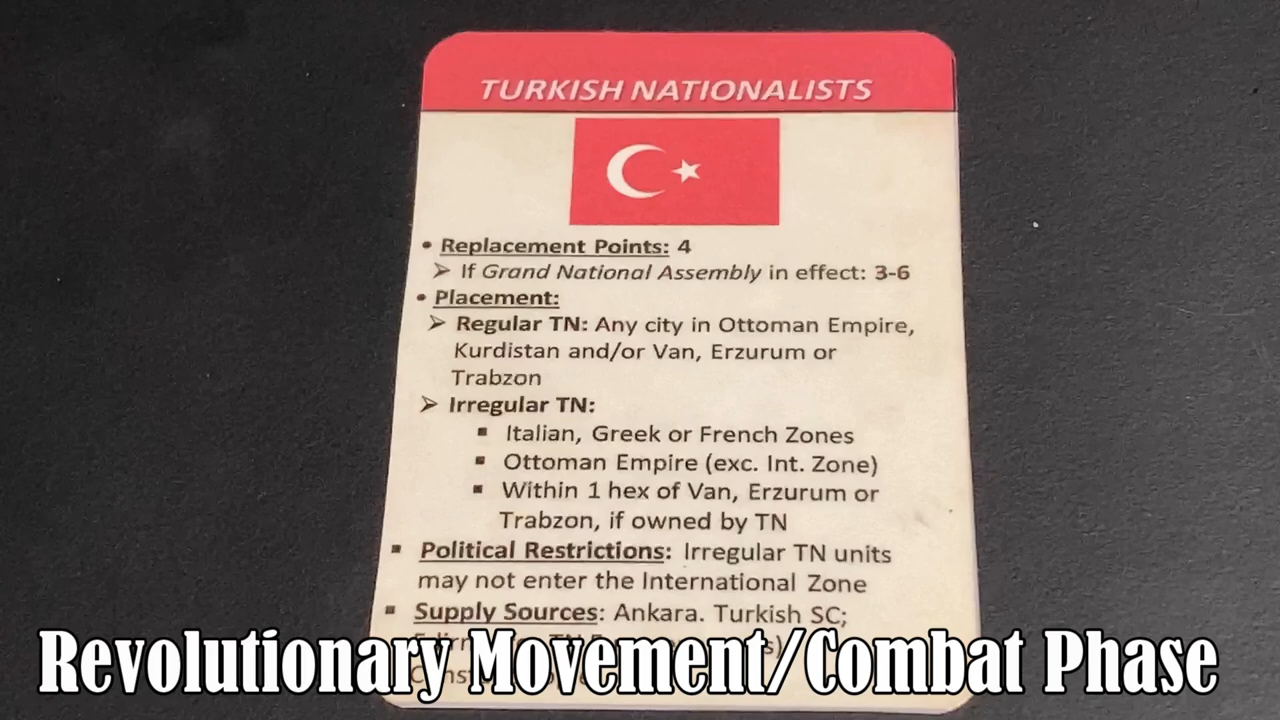 TURKISH NATIONALISTS
• Replacement Points: 4
➢ If Grand National Assembly in effect: 3-6
• Placement:
➢ Regular TN: Any city in Ottoman Empire,
Kurdistan and/or Van, Erzurum or
Trabzon
➢ Irregular TN:
▪ Italian, Greek or French Zones
▪ Ottoman Empire (exc. Int. Zone)
▪ Within 1 hex of Van, Erzurum or
Trabzon, if owned by TN
▪ Political Restrictions: Irregular TN units
may not enter the International Zone
▪ Supply Sources: Ankara. Turkish SC;
Revolutionary Movement/Combat Phase